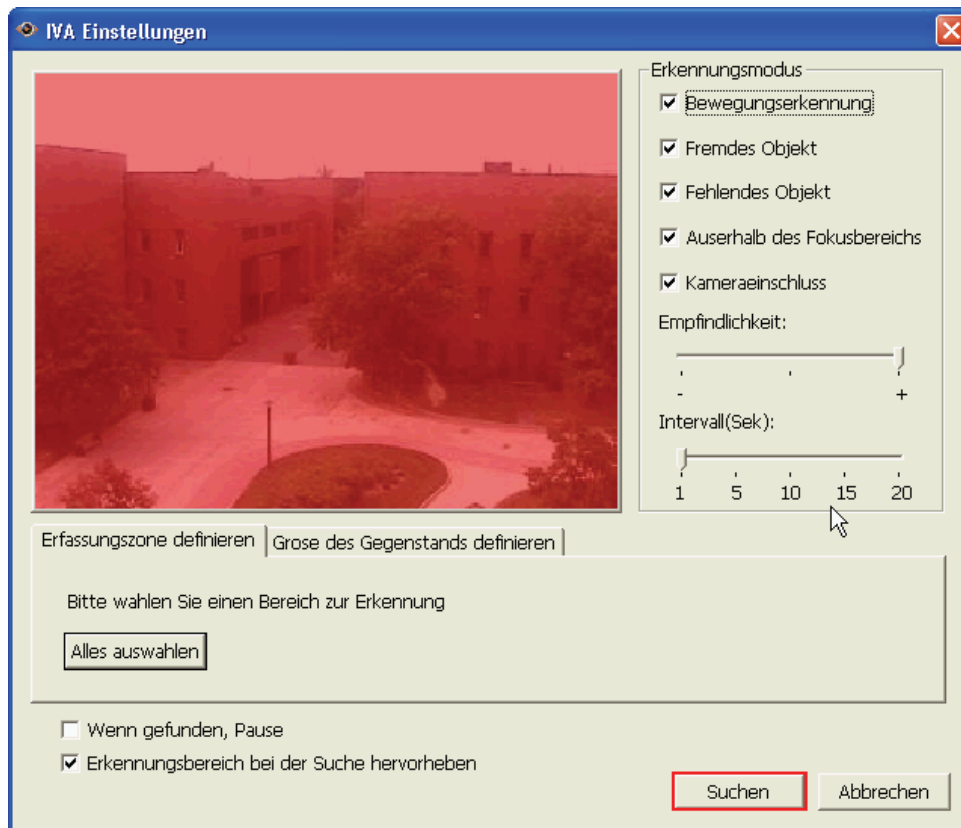 IVA Einstellungen
Erkennungsmodus
Bewegungserkennung
Fremdes Objekt
Fehlendes Objekt
Auserhalb des Fokusbereichs
Kameraeinschluss
Empfindlichkeit:
- +
Intervall(Sek):
1 5 10 15 20
Erfassungszone definieren Grose des Gegenstands definieren
Bitte wahlen Sie einen Bereich zur Erkennung
Alles auswahlen
Wenn gefunden, Pause
Erkennungsbereich bei der Suche hervorheben
Suchen Abbrechen